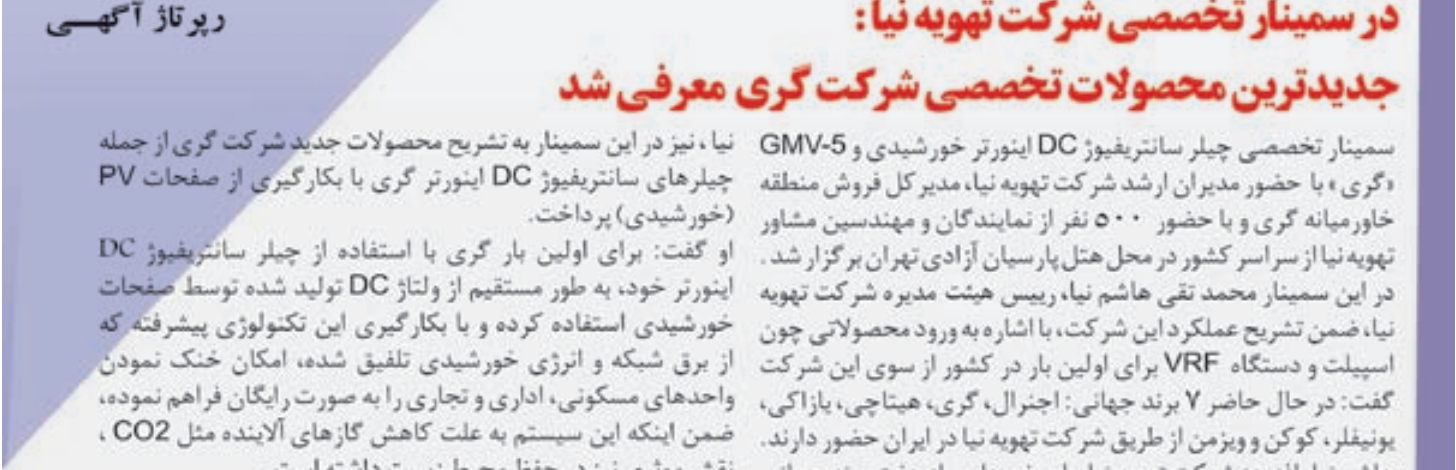 رپرتاژ آگهی
در سمینار تخصصی شرکت تهویه نیا:
جدیدترین محصولات تخصصی شرکت گری معرفی شد
سمینار تخصصی چیلر سانتریفیوژ DC اینورتر خورشیدی و GMV-5
«گری» با حضور مدیران ارشد شرکت تهویه نیا، مدیر کل فروش منطقه
خاورمیانه گری و با حضور ۵۰۰ نفر از نمایندگان و مهندسین مشاور
تهویه نیا از سراسر کشور در محل هتل پارسیان آزادی تهران برگزار شد.
در این سمینار محمد تقی هاشم نیا، رییس هیئت مدیره شرکت تهویه
نیا، ضمن تشریح عملکرد این شرکت، با اشاره به ورود محصولاتی چون
اسپیلت و دستگاه VRF برای اولین بار در کشور از سوی این شرکت
گفت: در حال حاضر ۷ برند جهانی: اجنرال، گری، هیتاچی، یازاکی،
یونیفلر، کوکن و ویزمن از طریق شرکت تهویه نیا در ایران حضور دارند.
نیا، نیز در این سمینار به تشریح محصولات جدید شرکت گری از جمله
چیلرهای سانتریفیوژ DC اینورتر گری با بکارگیری از صفحات PV
(خورشیدی) پرداخت.
او گفت: برای اولین بار گری با استفاده از چیلر سانتریفیوژ DC
اینورتر خود، به طور مستقیم از ولتاژ DC تولید شده توسط صفحات
خورشیدی استفاده کرده و با بکارگیری این تکنولوژی پیشرفته که
از برق شبکه و انرژی خورشیدی تلفیق شده، امکان خنک نمودن
واحدهای مسکونی، اداری و تجاری را به صورت رایگان فراهم نموده،
ضمن اینکه این سیستم به علت کاهش گازهای آلاینده مثل CO2 ،